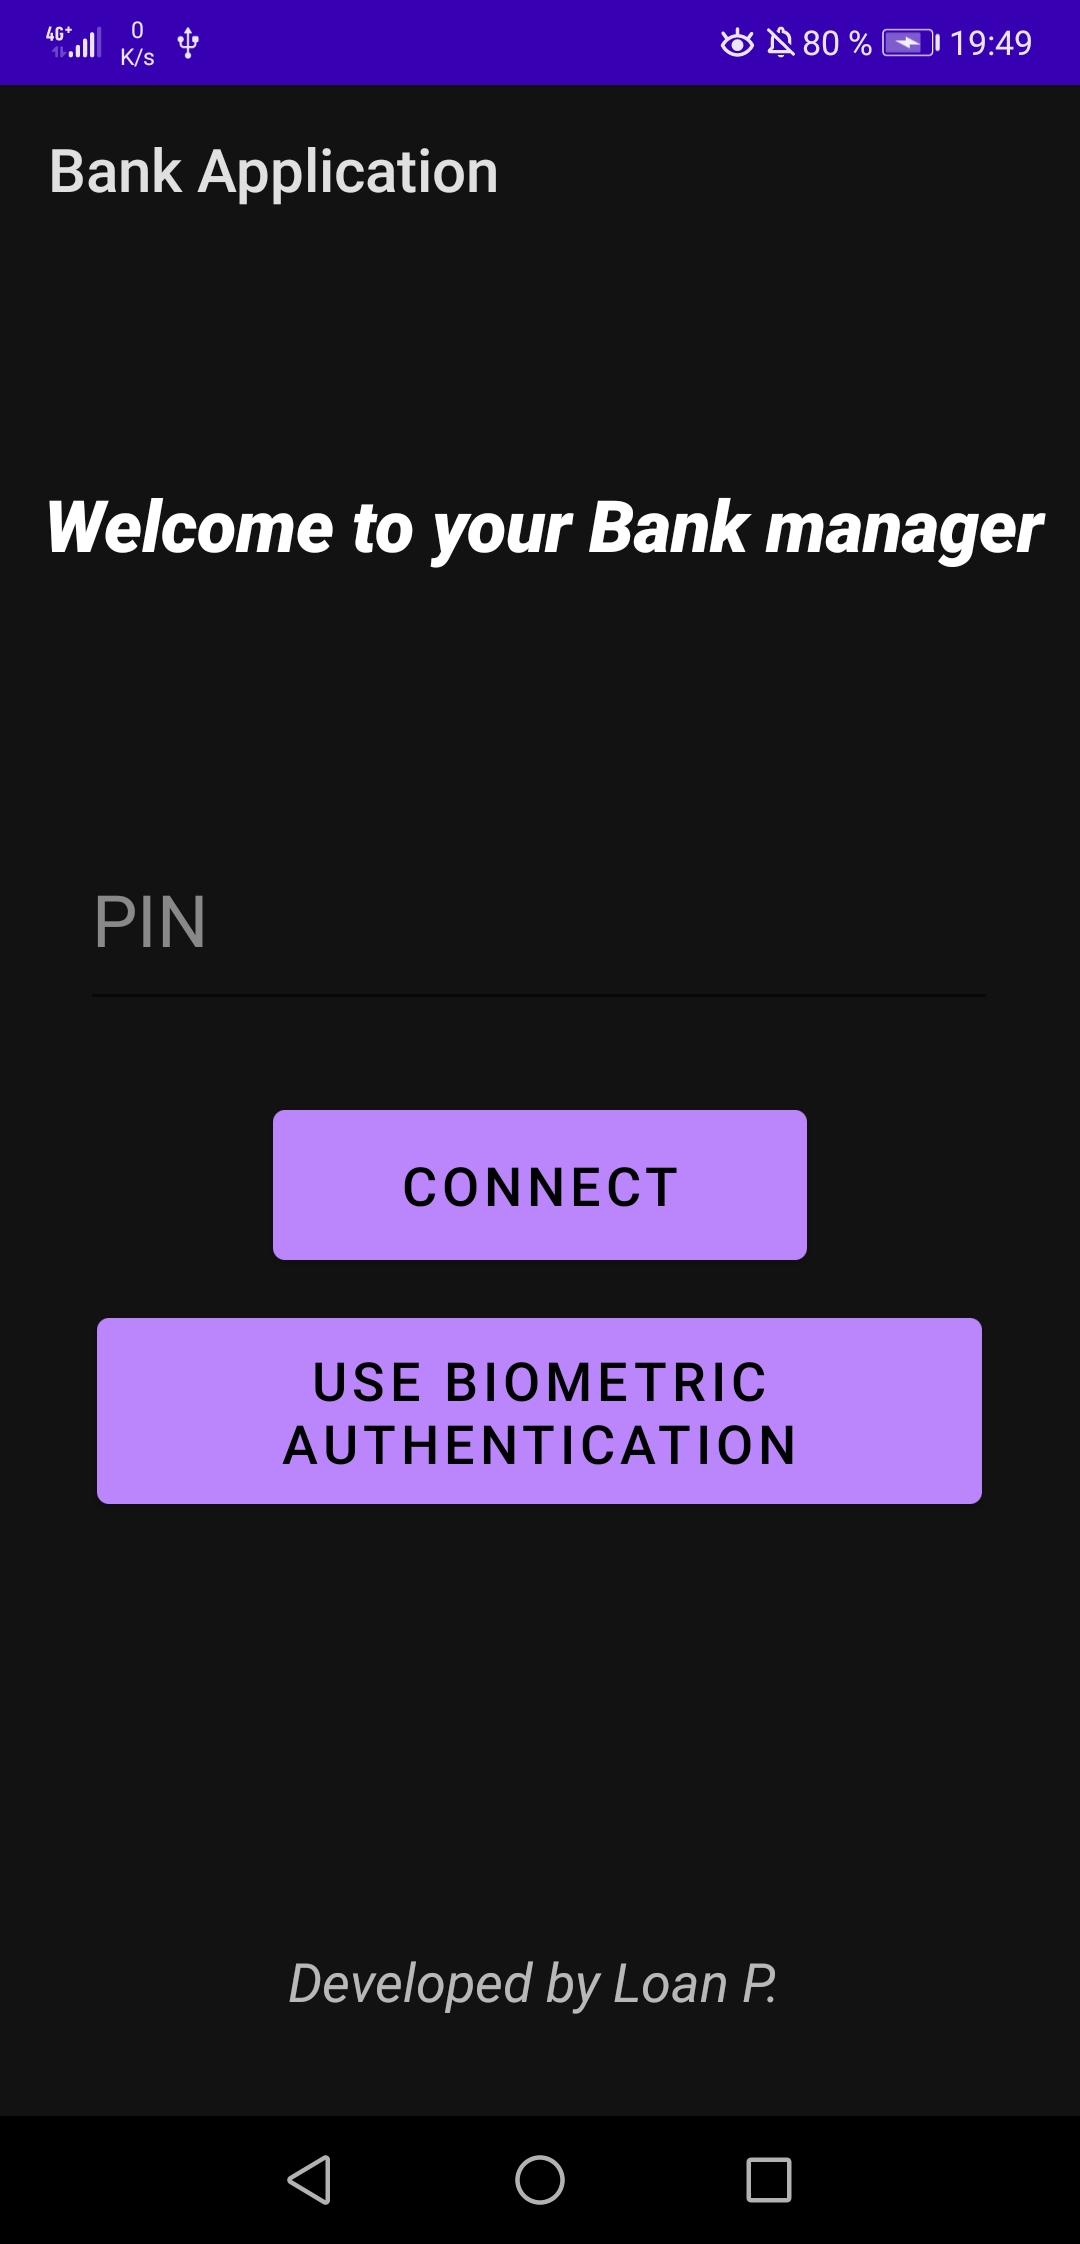 4G+ 0 K/s 80 % 19:49
Bank Application
Welcome to your Bank manager
PIN
CONNECT
USE BIOMETRIC
AUTHENTICATION
Developed by Loan P.